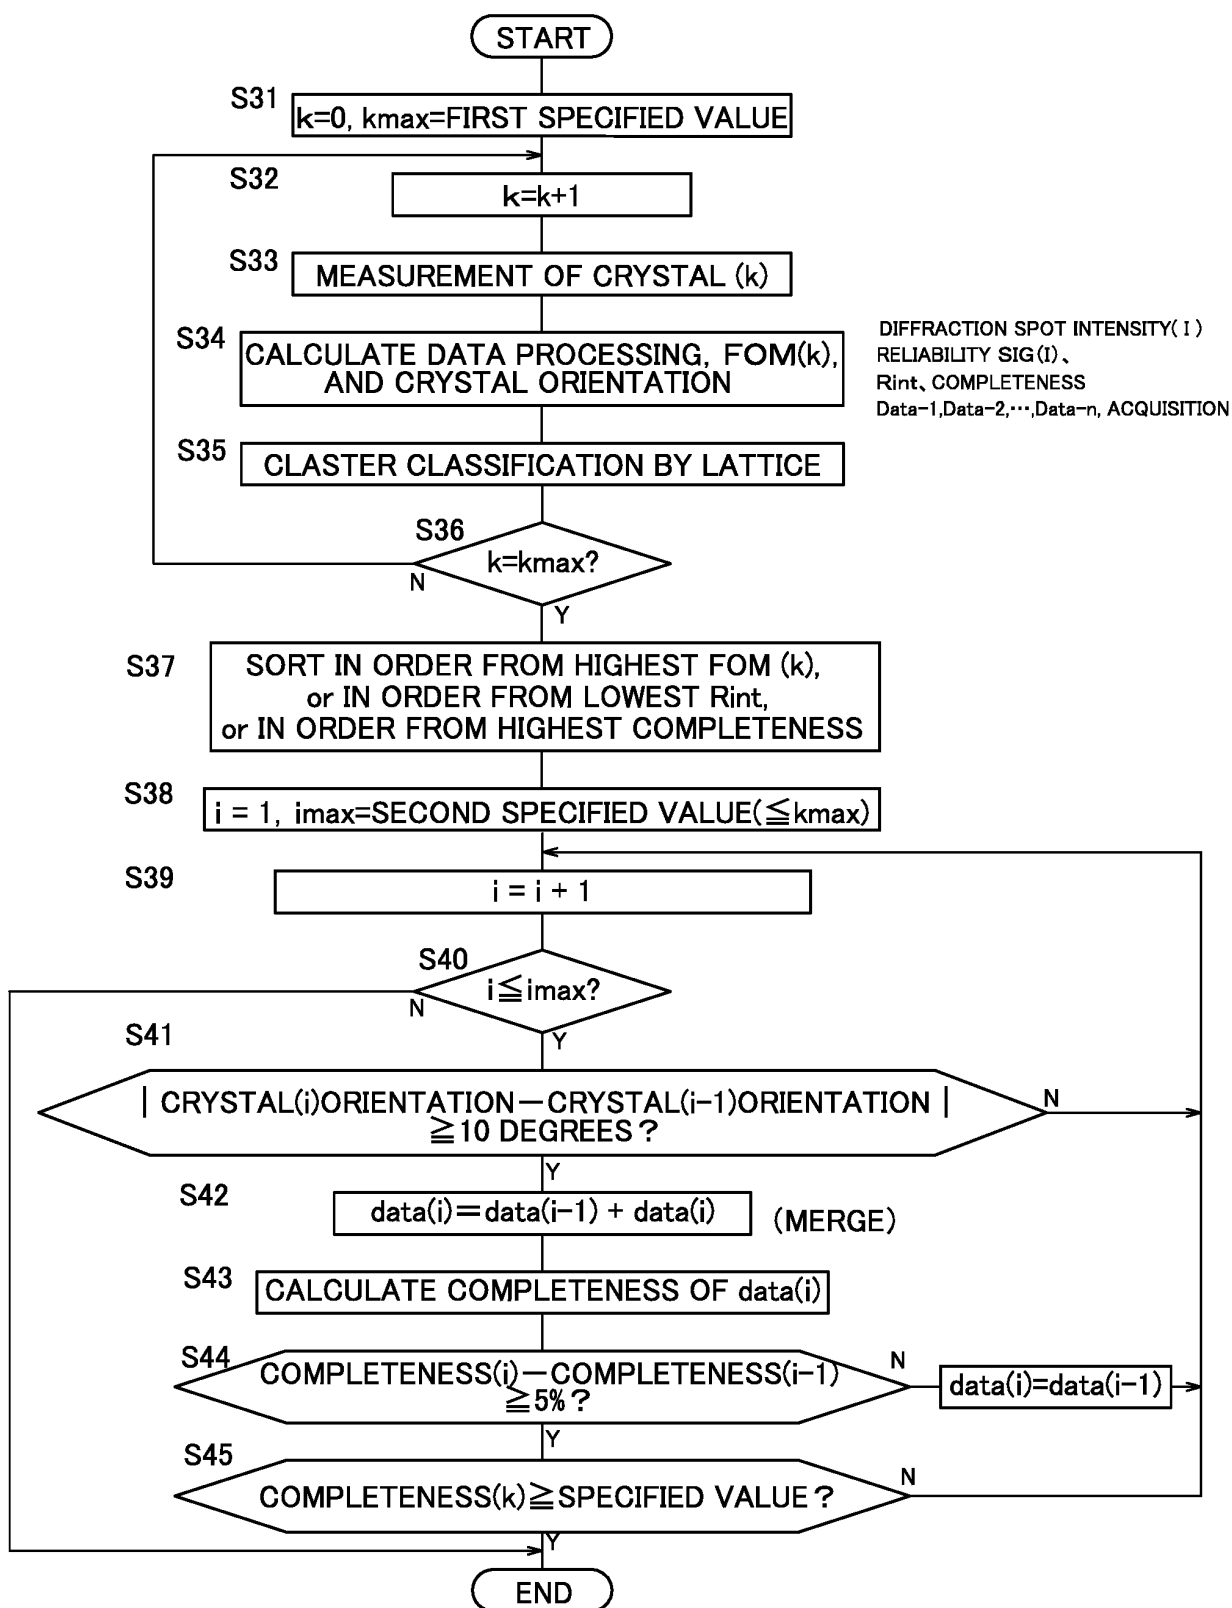 START
S31
k=0, kmax=FIRST SPECIFIED VALUE
S32
k=k+1
S33
MEASUREMENT OF CRYSTAL (k)
S34
CALCULATE DATA PROCESSING, FOM(k),
AND CRYSTAL ORIENTATION
DIFFRACTION SPOT INTENSITY( I )
RELIABILITY SIG(I)、
Rint、COMPLETENESS
Data-1,Data-2,⋯,Data-n, ACQUISITION
S35
CLASTER CLASSIFICATION BY LATTICE
S36
k=kmax?
N
Y
S37
SORT IN ORDER FROM HIGHEST FOM (k),
or IN ORDER FROM LOWEST Rint,
or IN ORDER FROM HIGHEST COMPLETENESS
S38
i = 1, imax=SECOND SPECIFIED VALUE(≦kmax)
S39
i = i + 1
S40
i≦imax?
N
Y
S41
| CRYSTAL(i)ORIENTATION－CRYSTAL(i-1)ORIENTATION |
≧10 DEGREES ?
N
Y
S42
data(i)=data(i-1) + data(i)
(MERGE)
S43
CALCULATE COMPLETENESS OF data(i)
S44
COMPLETENESS(i)－COMPLETENESS(i-1)
≧5% ?
N
data(i)=data(i-1)
Y
S45
COMPLETENESS(k)≧SPECIFIED VALUE ?
N
Y
END